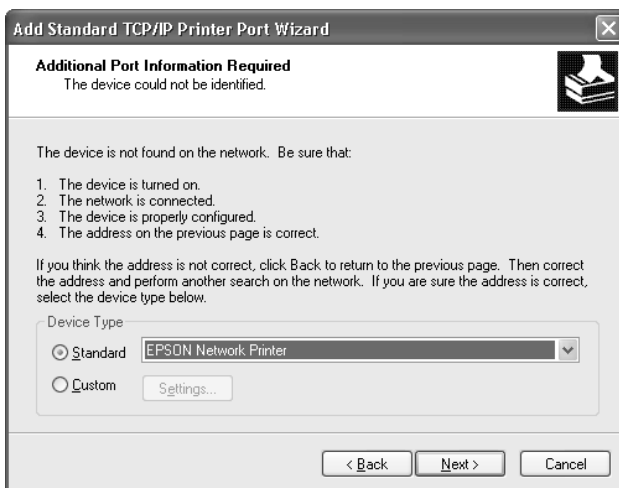 Add Standard TCP/IP Printer Port Wizard
Additional Port Information Required
The device could not be identified.
The device is not found on the network. Be sure that:
1. The device is turned on.
2. The network is connected.
3. The device is properly configured.
4. The address on the previous page is correct.
If you think the address is not correct, click Back to return to the previous page. Then correct
the address and perform another search on the network. If you are sure the address is correct,
select the device type below.
Device Type
Standard
EPSON Network Printer
Custom
Settings...
< Back
Next >
Cancel